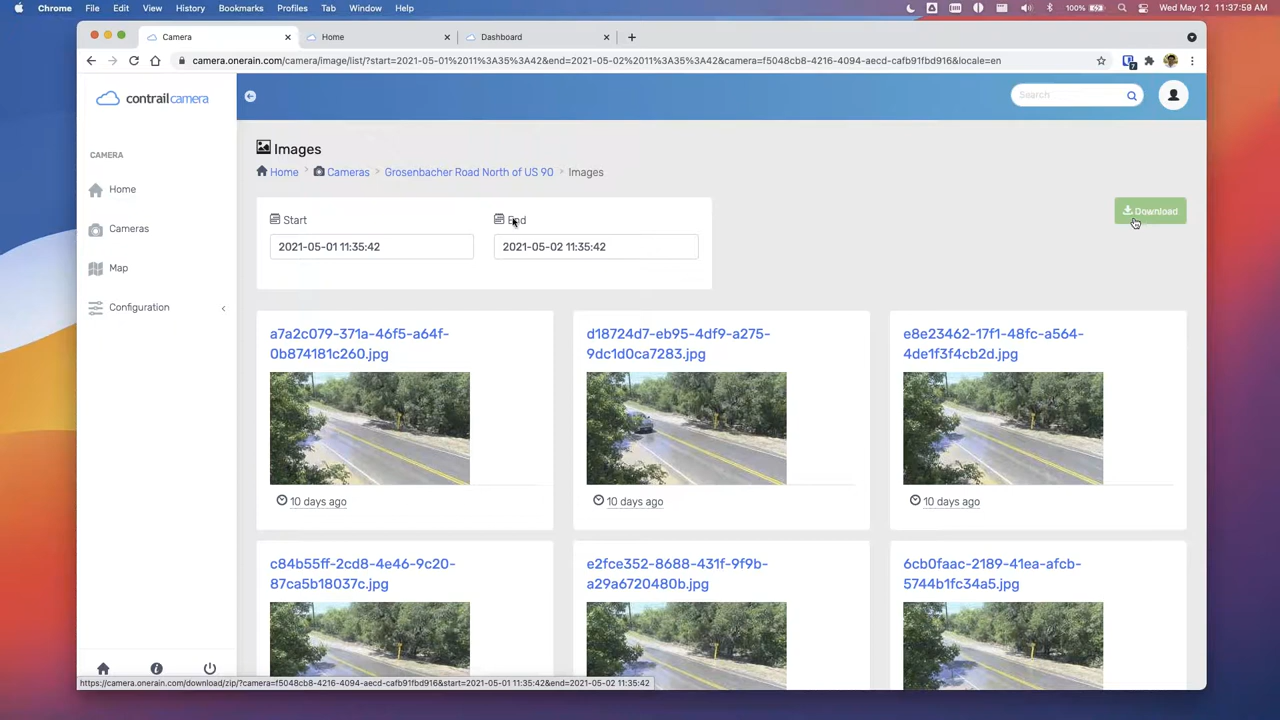 Chrome File Edit View History Bookmarks Profiles Tab Window Help 100% Wed May 12 11:37:59 AM
Camera Home Dashboard
camera.onerain.com/camera/image/list/?start=2021-05-01%2011%3A35%3A42&end=2021-05-02%2011%3A35%3A42&camera=f5048cb8-4216-4094-aecd-cafb91fbd916&locale=en
contrailcamera
Search
CAMERA
Home
Cameras
Map
Configuration
Images
Home > Cameras > Grosenbacher Road North of US 90 > Images
Start End
2021-05-01 11:35:42 2021-05-02 11:35:42
Download
a7a2c079-371a-46f5-a64f-
0b874181c260.jpg
10 days ago
d18724d7-eb95-4df9-a275-
9dc1d0ca7283.jpg
10 days ago
e8e23462-17f1-48fc-a564-
4de1f3f4cb2d.jpg
10 days ago
c84b55ff-2cd8-4e46-9c20-
87ca5b18037c.jpg
e2fce352-8688-431f-9f9b-
a29a6720480b.jpg
6cb0faac-2189-41ea-afcb-
5744b1fc34a5.jpg
https://camera.onerain.com/download/zip/?camera=f5048cb8-4216-4094-aecd-cafb91fbd916&start=2021-05-01 11:35:42&end=2021-05-02 11:35:42